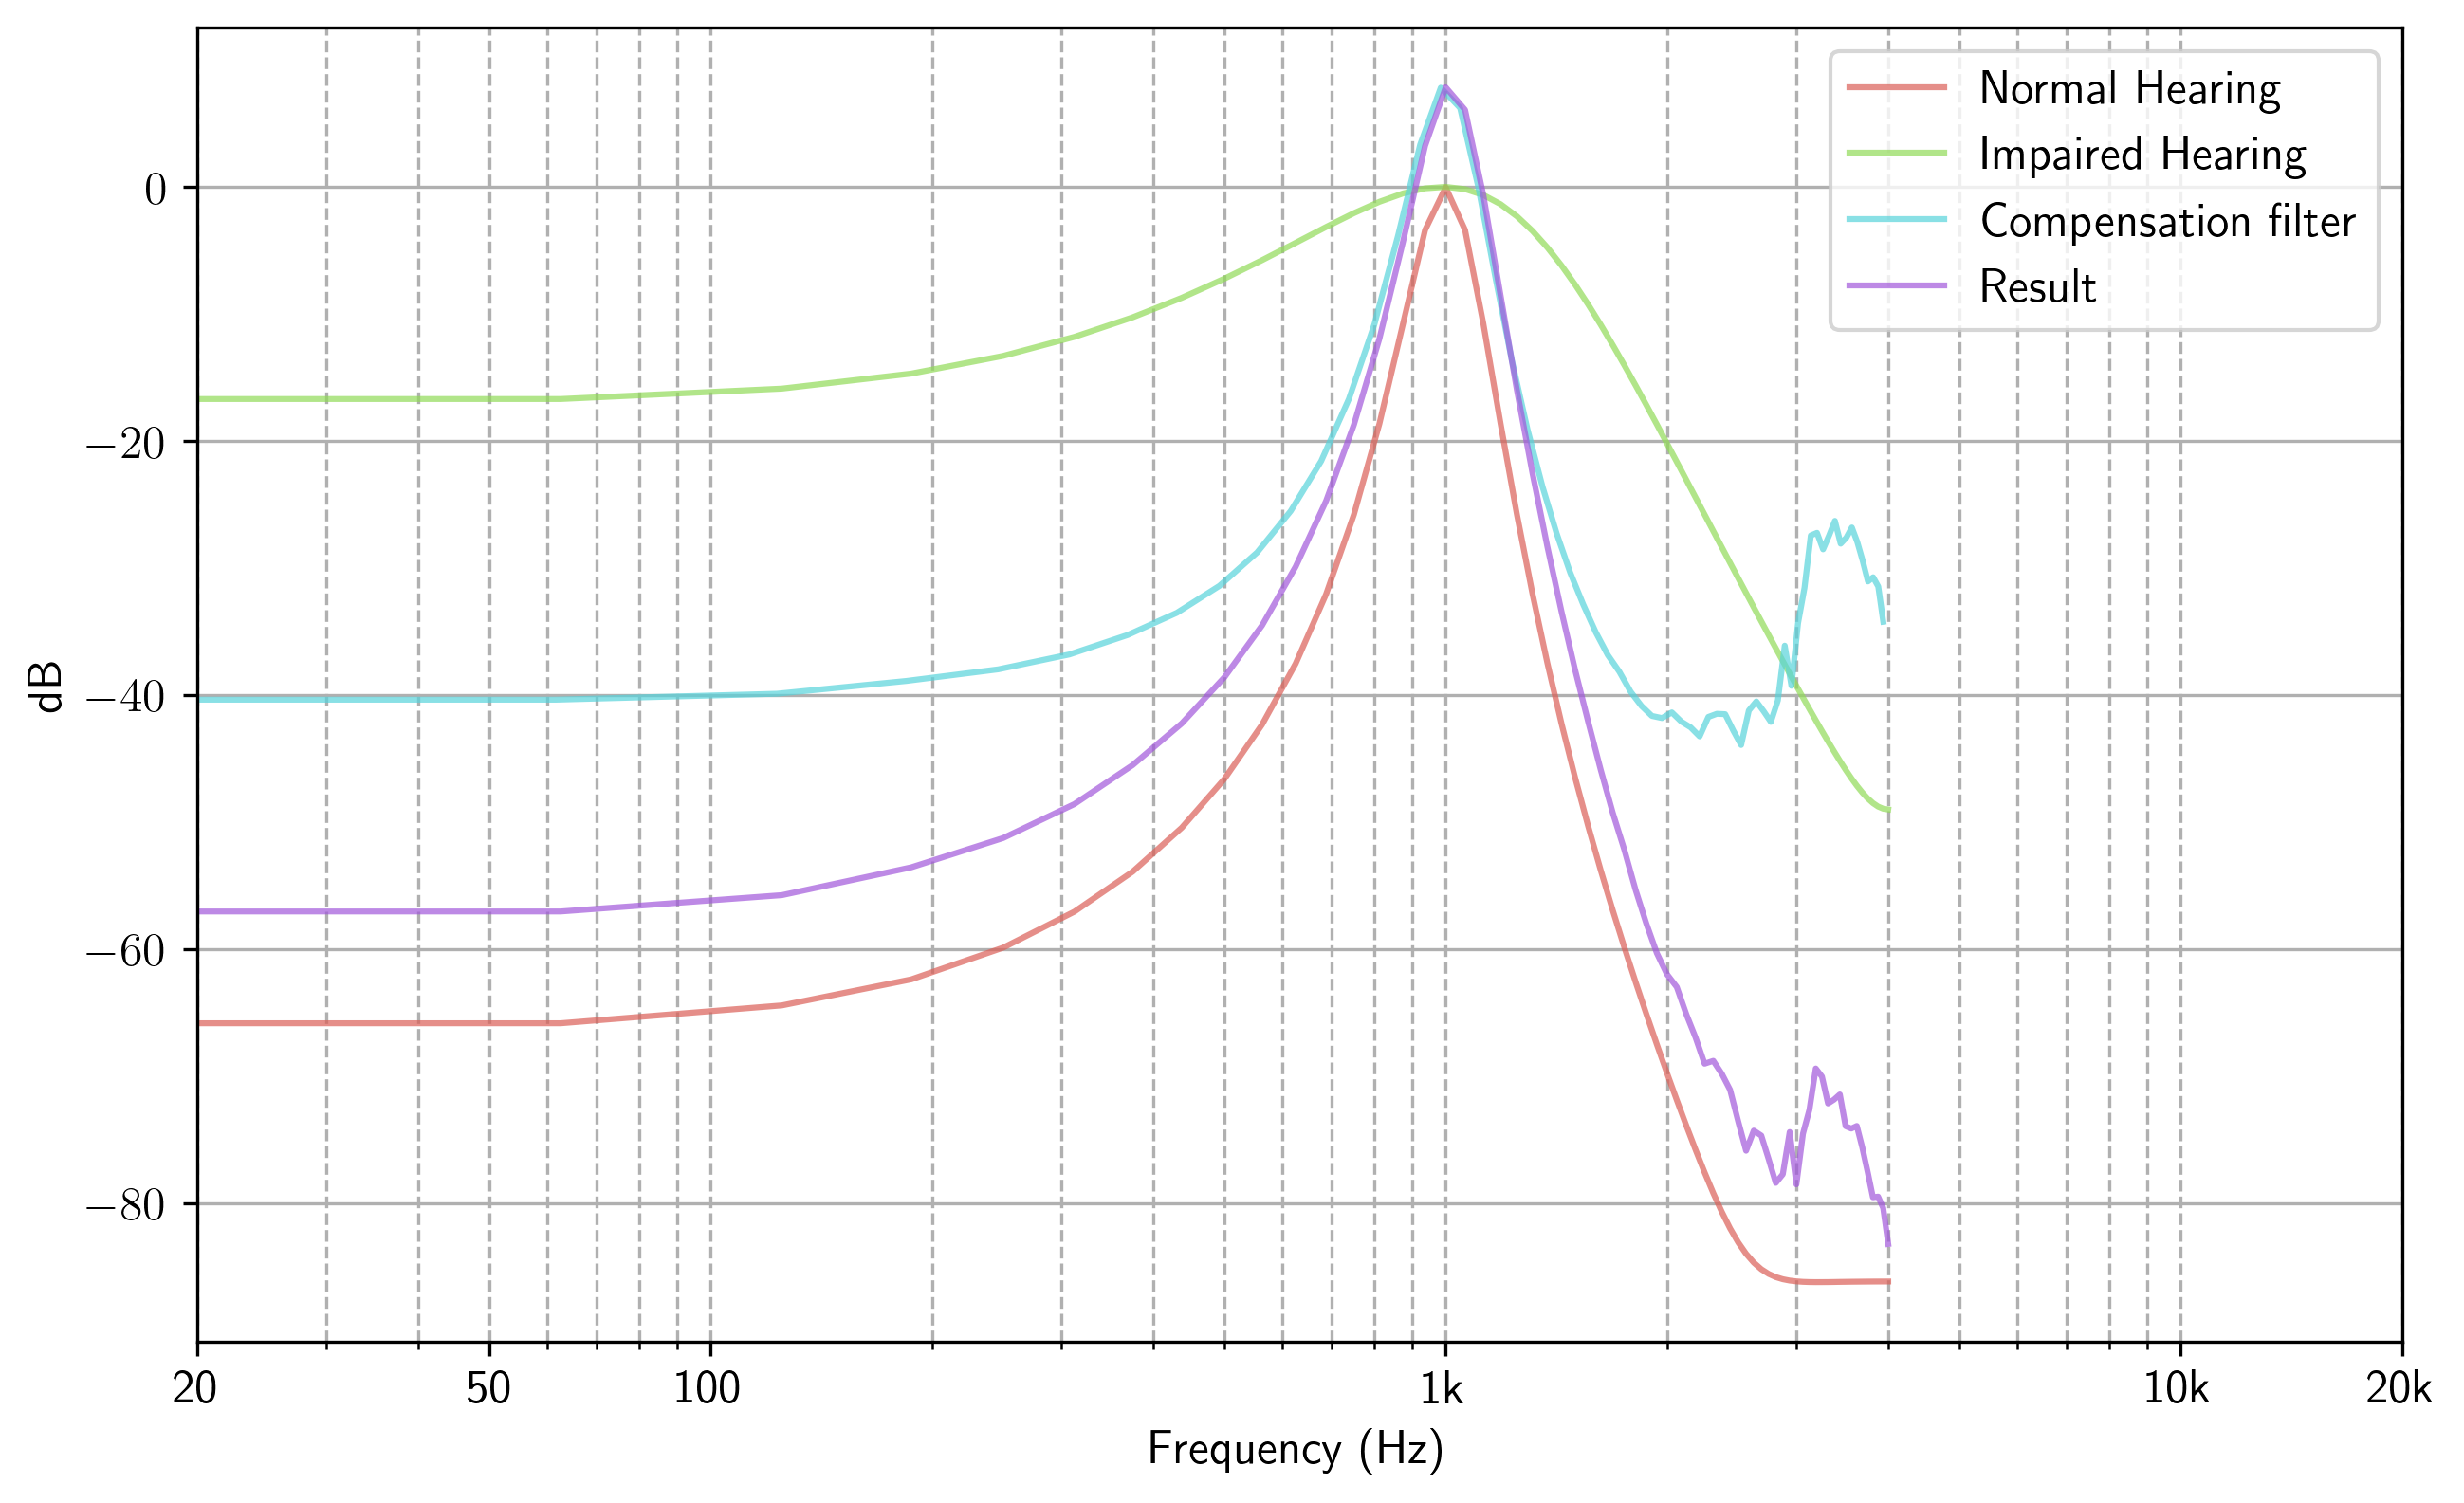 Normal Hearing
Impaired Hearing
Compensation filter
Result
0
−20
−40
−60
−80
dB
20 50 100 1k 10k 20k
Frequency (Hz)